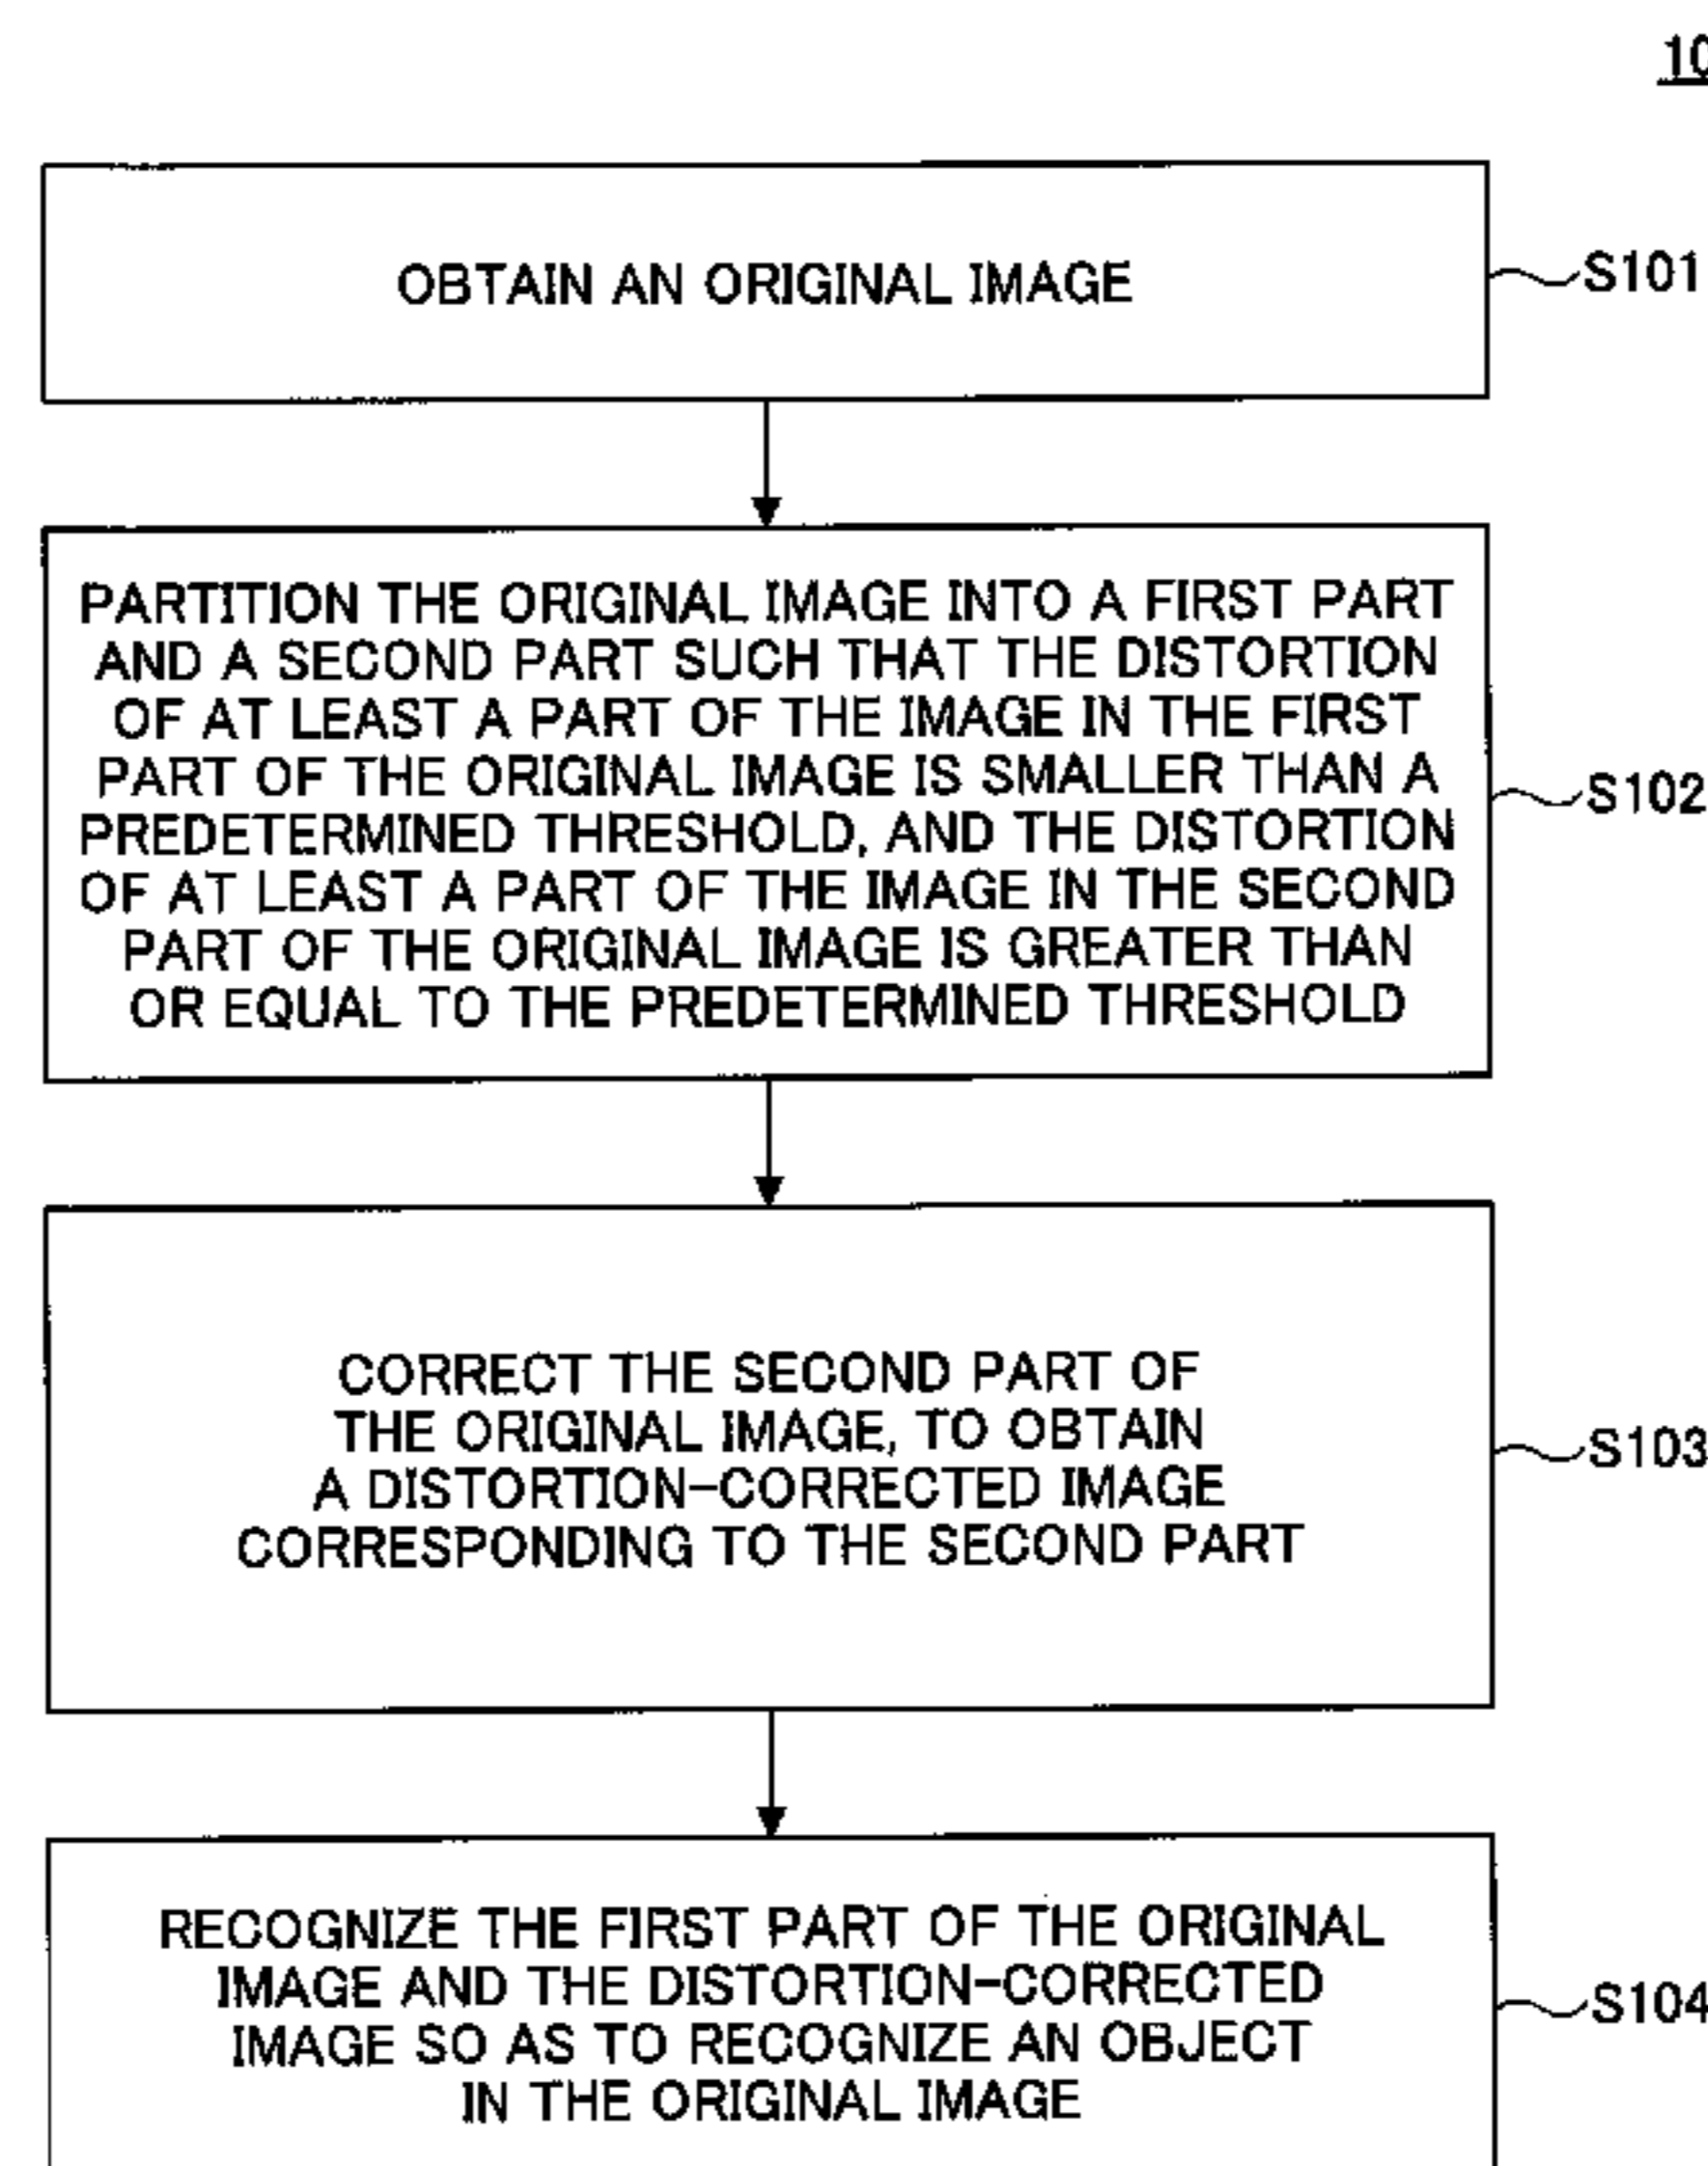 10
OBTAIN AN ORIGINAL IMAGE
S101
PARTITION THE ORIGINAL IMAGE INTO A FIRST PART
AND A SECOND PART SUCH THAT THE DISTORTION
OF AT LEAST A PART OF THE IMAGE IN THE FIRST
PART OF THE ORIGINAL IMAGE IS SMALLER THAN A
PREDETERMINED THRESHOLD, AND THE DISTORTION
OF AT LEAST A PART OF THE IMAGE IN THE SECOND
PART OF THE ORIGINAL IMAGE IS GREATER THAN
OR EQUAL TO THE PREDETERMINED THRESHOLD
S102
CORRECT THE SECOND PART OF
THE ORIGINAL IMAGE, TO OBTAIN
A DISTORTION-CORRECTED IMAGE
CORRESPONDING TO THE SECOND PART
S103
RECOGNIZE THE FIRST PART OF THE ORIGINAL
IMAGE AND THE DISTORTION-CORRECTED
IMAGE SO AS TO RECOGNIZE AN OBJECT
IN THE ORIGINAL IMAGE
S104